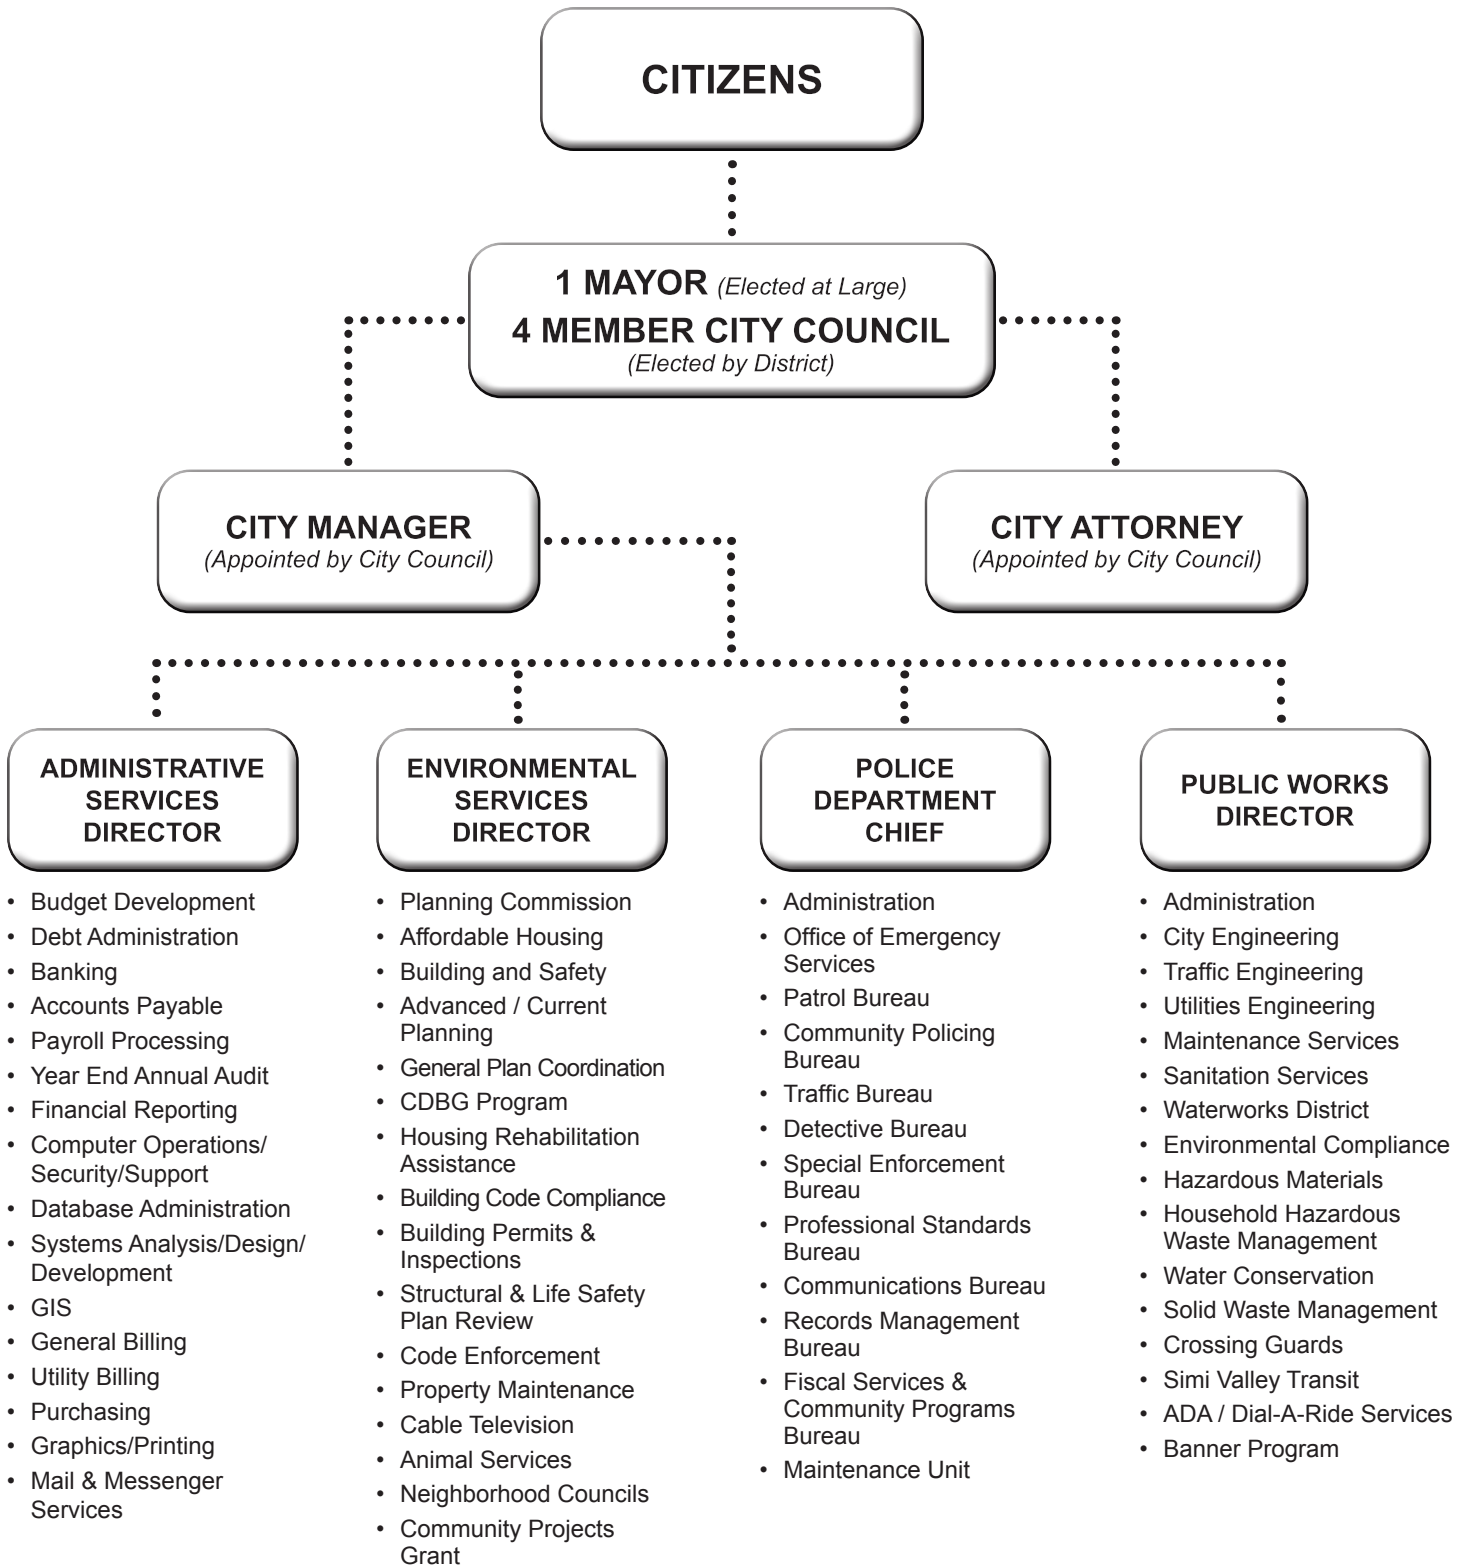 CITIZENS
1 MAYOR (Elected at Large)
4 MEMBER CITY COUNCIL
(Elected by District)
CITY MANAGER
(Appointed by City Council)
CITY ATTORNEY
(Appointed by City Council)
ADMINISTRATIVE
SERVICES
DIRECTOR
• Budget Development
• Debt Administration
• Banking
• Accounts Payable
• Payroll Processing
• Year End Annual Audit
• Financial Reporting
• Computer Operations/
Security/Support
• Database Administration
• Systems Analysis/Design/
Development
• GIS
• General Billing
• Utility Billing
• Purchasing
• Graphics/Printing
• Mail & Messenger
Services
ENVIRONMENTAL
SERVICES
DIRECTOR
• Planning Commission
• Affordable Housing
• Building and Safety
• Advanced / Current
Planning
• General Plan Coordination
• CDBG Program
• Housing Rehabilitation
Assistance
• Building Code Compliance
• Building Permits &
Inspections
• Structural & Life Safety
Plan Review
• Code Enforcement
• Property Maintenance
• Cable Television
• Animal Services
• Neighborhood Councils
• Community Projects
Grant
POLICE
DEPARTMENT
CHIEF
• Administration
• Office of Emergency
Services
• Patrol Bureau
• Community Policing
Bureau
• Traffic Bureau
• Detective Bureau
• Special Enforcement
Bureau
• Professional Standards
Bureau
• Communications Bureau
• Records Management
Bureau
• Fiscal Services &
Community Programs
Bureau
• Maintenance Unit
PUBLIC WORKS
DIRECTOR
• Administration
• City Engineering
• Traffic Engineering
• Utilities Engineering
• Maintenance Services
• Sanitation Services
• Waterworks District
• Environmental Compliance
• Hazardous Materials
• Household Hazardous
Waste Management
• Water Conservation
• Solid Waste Management
• Crossing Guards
• Simi Valley Transit
• ADA / Dial-A-Ride Services
• Banner Program